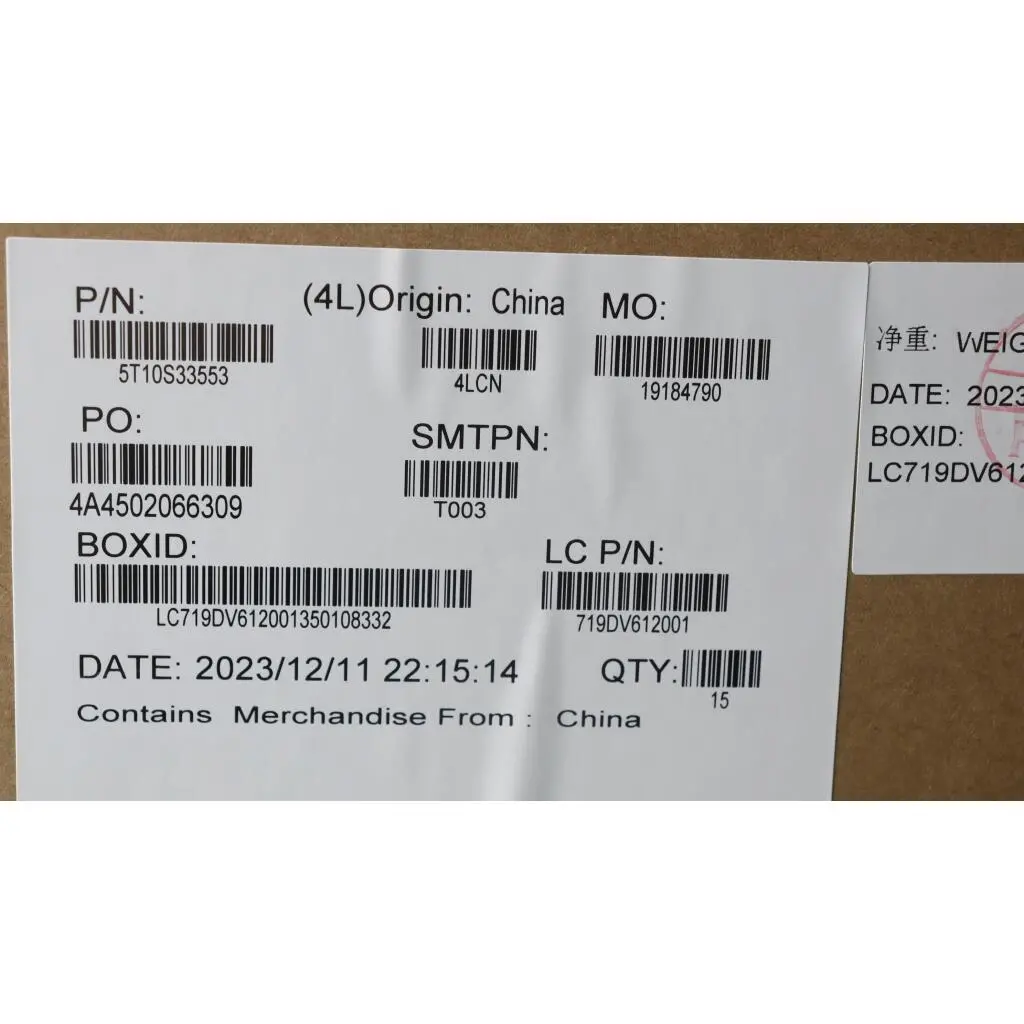 P/N: (4L)Origin: China MO:
5T10S33553 4LCN 19184790
PO: SMTPN:
4A4502066309 T003
BOXID: LC P/N:
LC719DV612001350108332 719DV612001
DATE: 2023/12/11 22:15:14 QTY:
15
Contains Merchandise From : China
净重: WEIG
DATE: 2023
BOXID:
LC719DV612